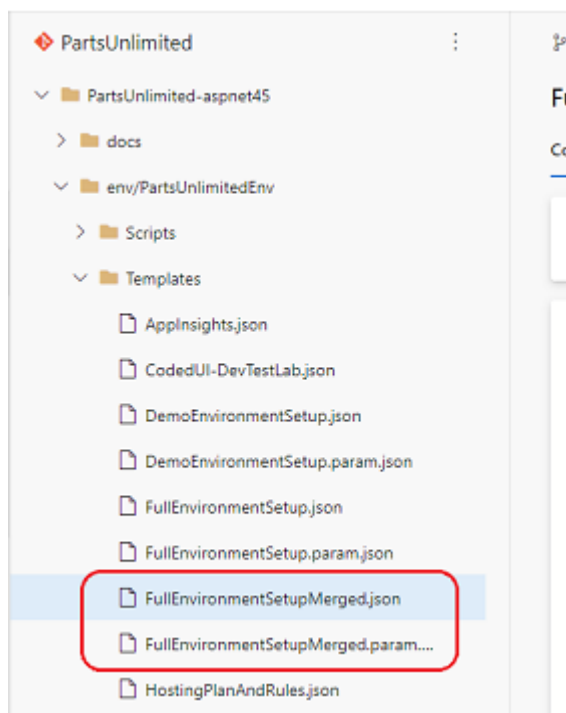 PartsUnlimited
PartsUnlimited-aspnet45
docs
env/PartsUnlimitedEnv
Scripts
Templates
AppInsights.json
CodedUI-DevTestLab.json
DemoEnvironmentSetup.json
DemoEnvironmentSetup.param.json
FullEnvironmentSetup.json
FullEnvironmentSetup.param.json
FullEnvironmentSetupMerged.json
FullEnvironmentSetupMerged.param....
HostingPlanAndRules.json